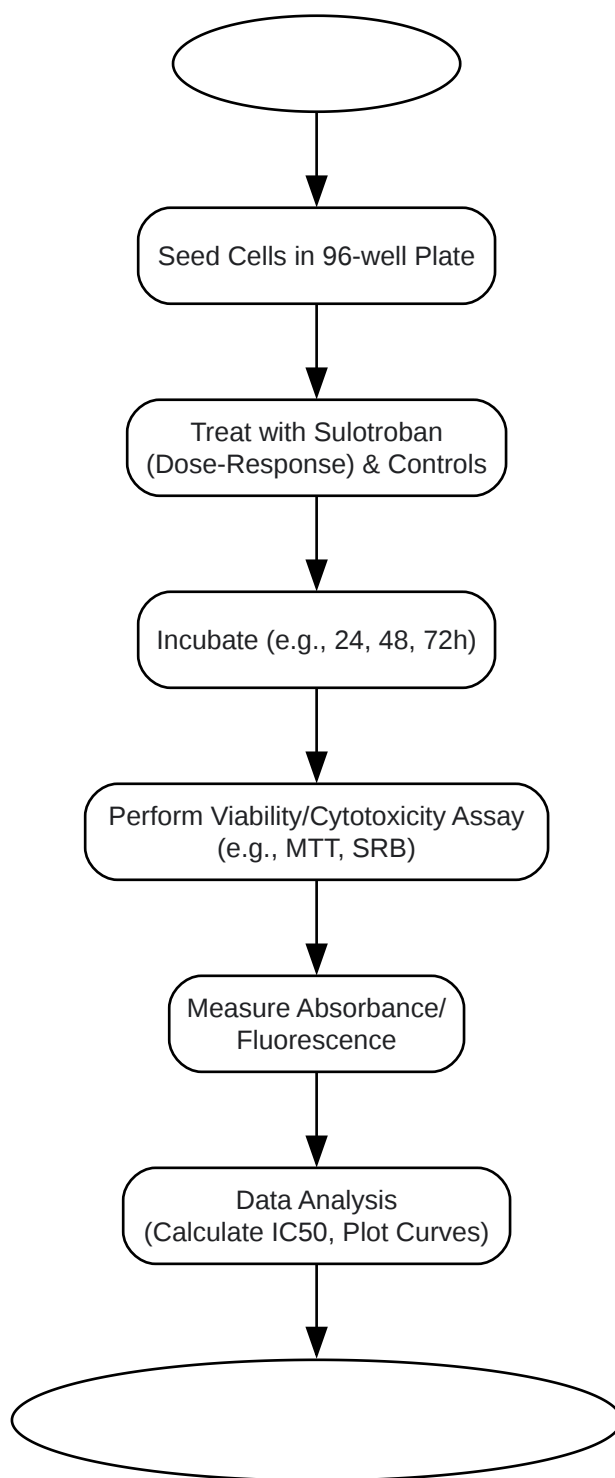 Seed Cells in 96-well Plate
Treat with Sulotroban
(Dose-Response) & Controls
Incubate (e.g., 24, 48, 72h)
Perform Viability/Cytotoxicity Assay
(e.g., MTT, SRB)
Measure Absorbance/
Fluorescence
Data Analysis
(Calculate IC50, Plot Curves)